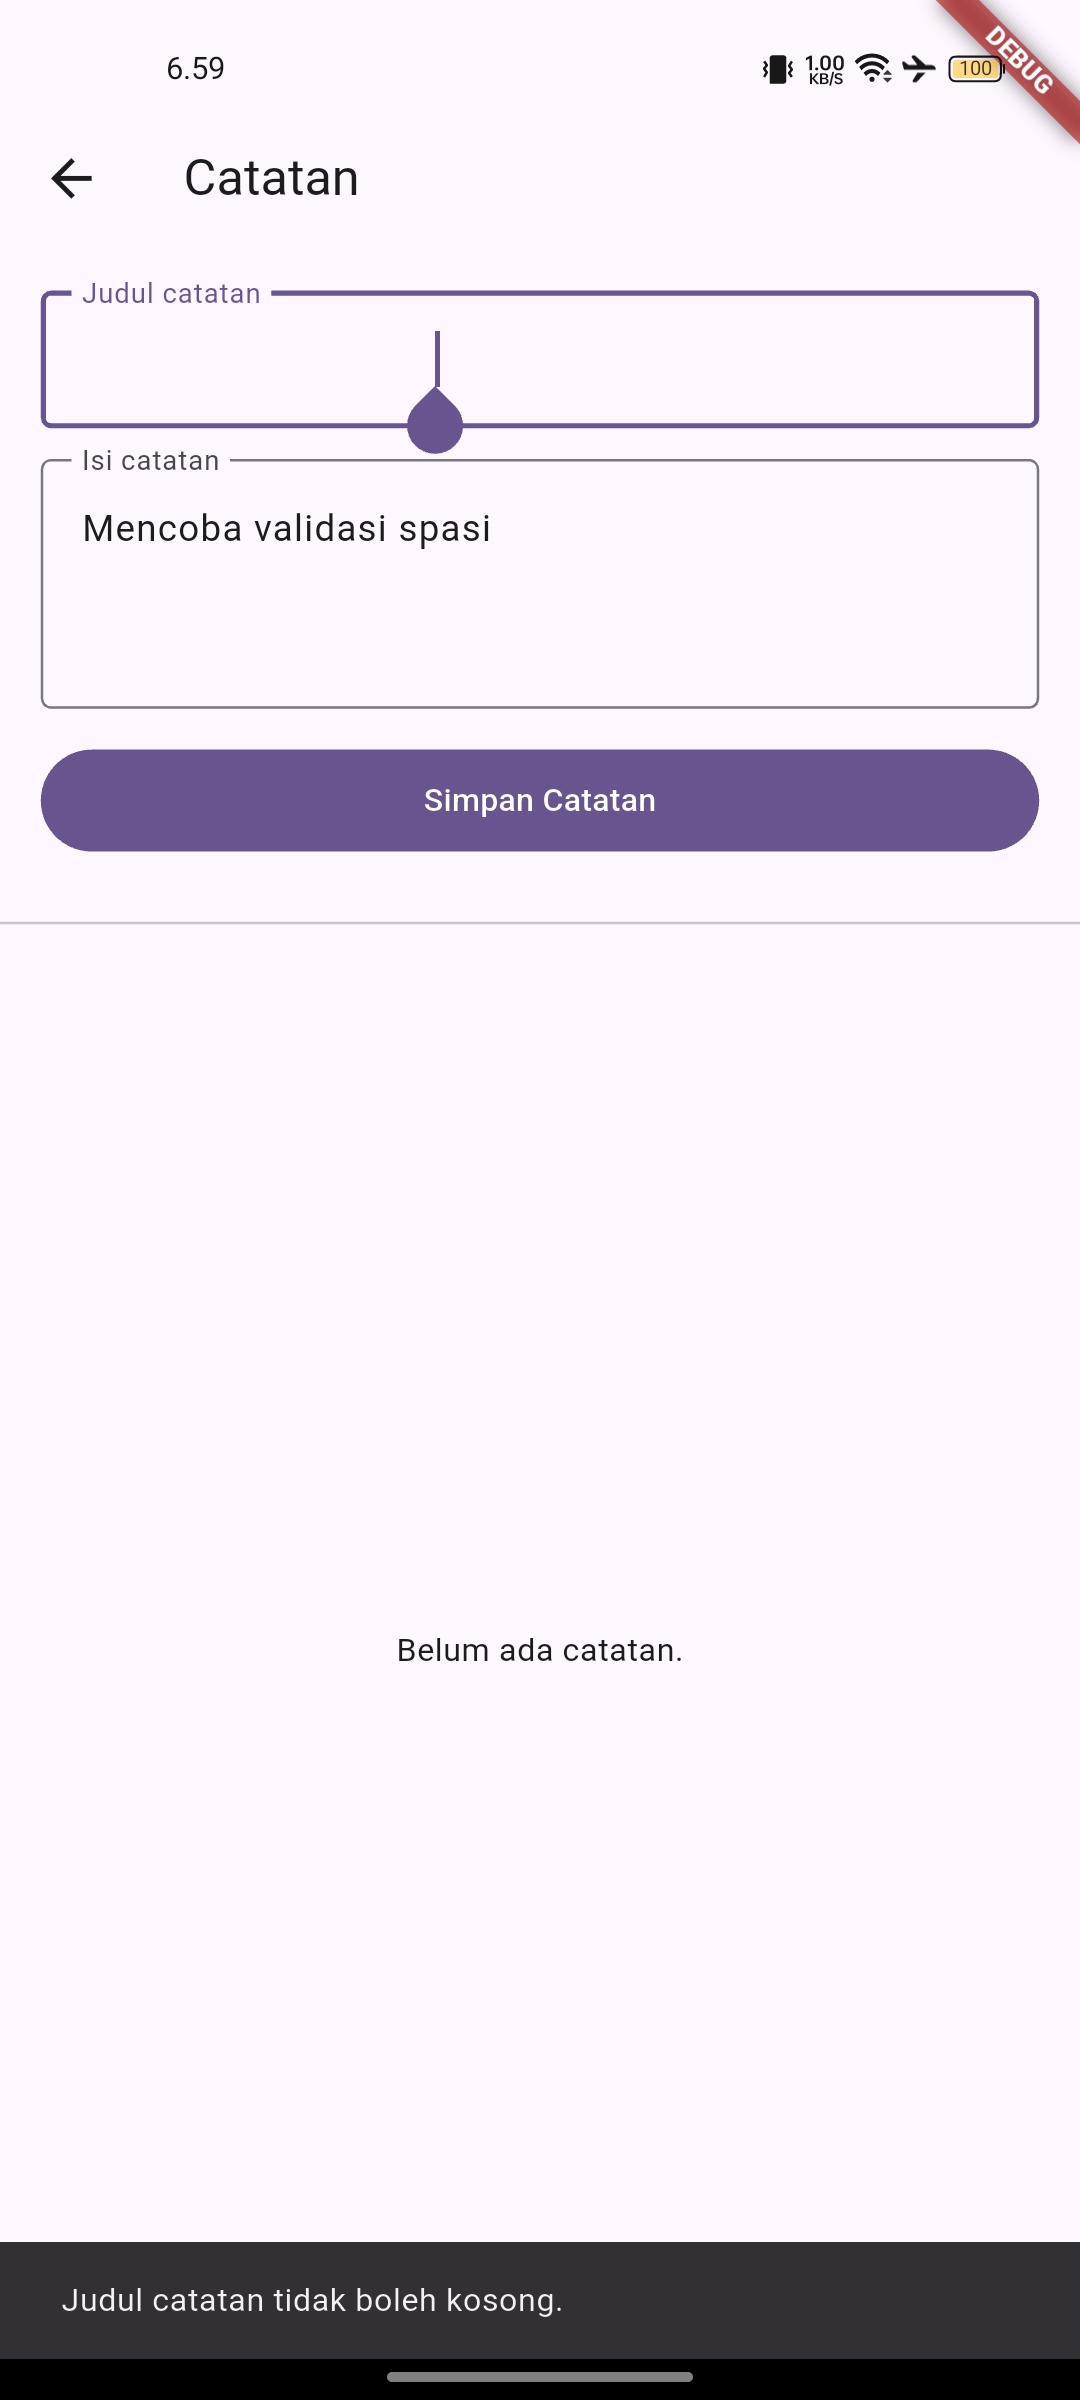 6.59
1.00
KB/S
100
DEBUG
Catatan
Judul catatan
Isi catatan
Mencoba validasi spasi
Simpan Catatan
Belum ada catatan.
Judul catatan tidak boleh kosong.